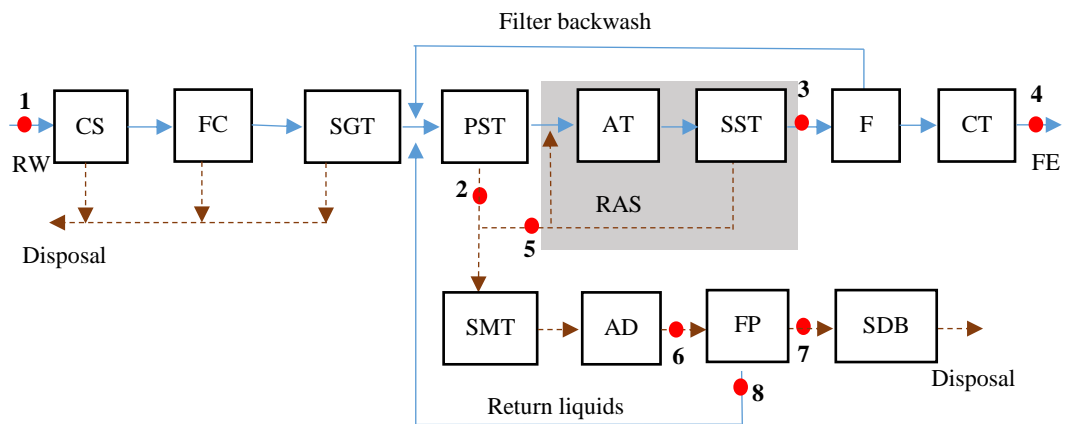 Filter backwash
1
3
4
CS
FC
SGT
PST
AT
SST
F
CT
RW
FE
2
RAS
5
Disposal
SMT
AD
FP
SDB
6
7
8
Disposal
Return liquids